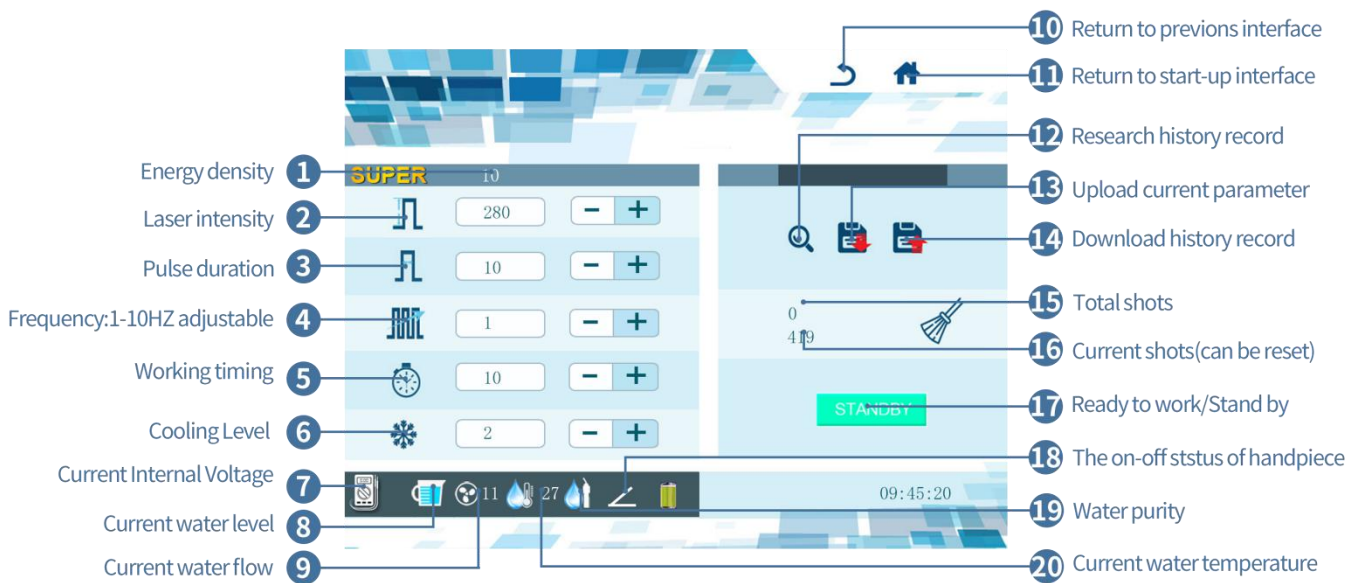 10 Return to previons interface
11 Return to start-up interface
12 Research history record
Energy density 1
SUPER 10
13 Upload current parameter
Laser intensity 2
280 - +
14 Download history record
Pulse duration 3
10 - +
Frequency:1-10HZ adjustable 4
1 - +
0
15 Total shots
419
16 Current shots(can be reset)
Working timing 5
10 - +
STANDBY
17 Ready to work/Stand by
Cooling Level 6
2 - +
18 The on-off ststus of handpiece
Current Internal Voltage 7
11 27
09:45:20
19 Water purity
Current water level 8
Current water flow 9
20 Current water temperature